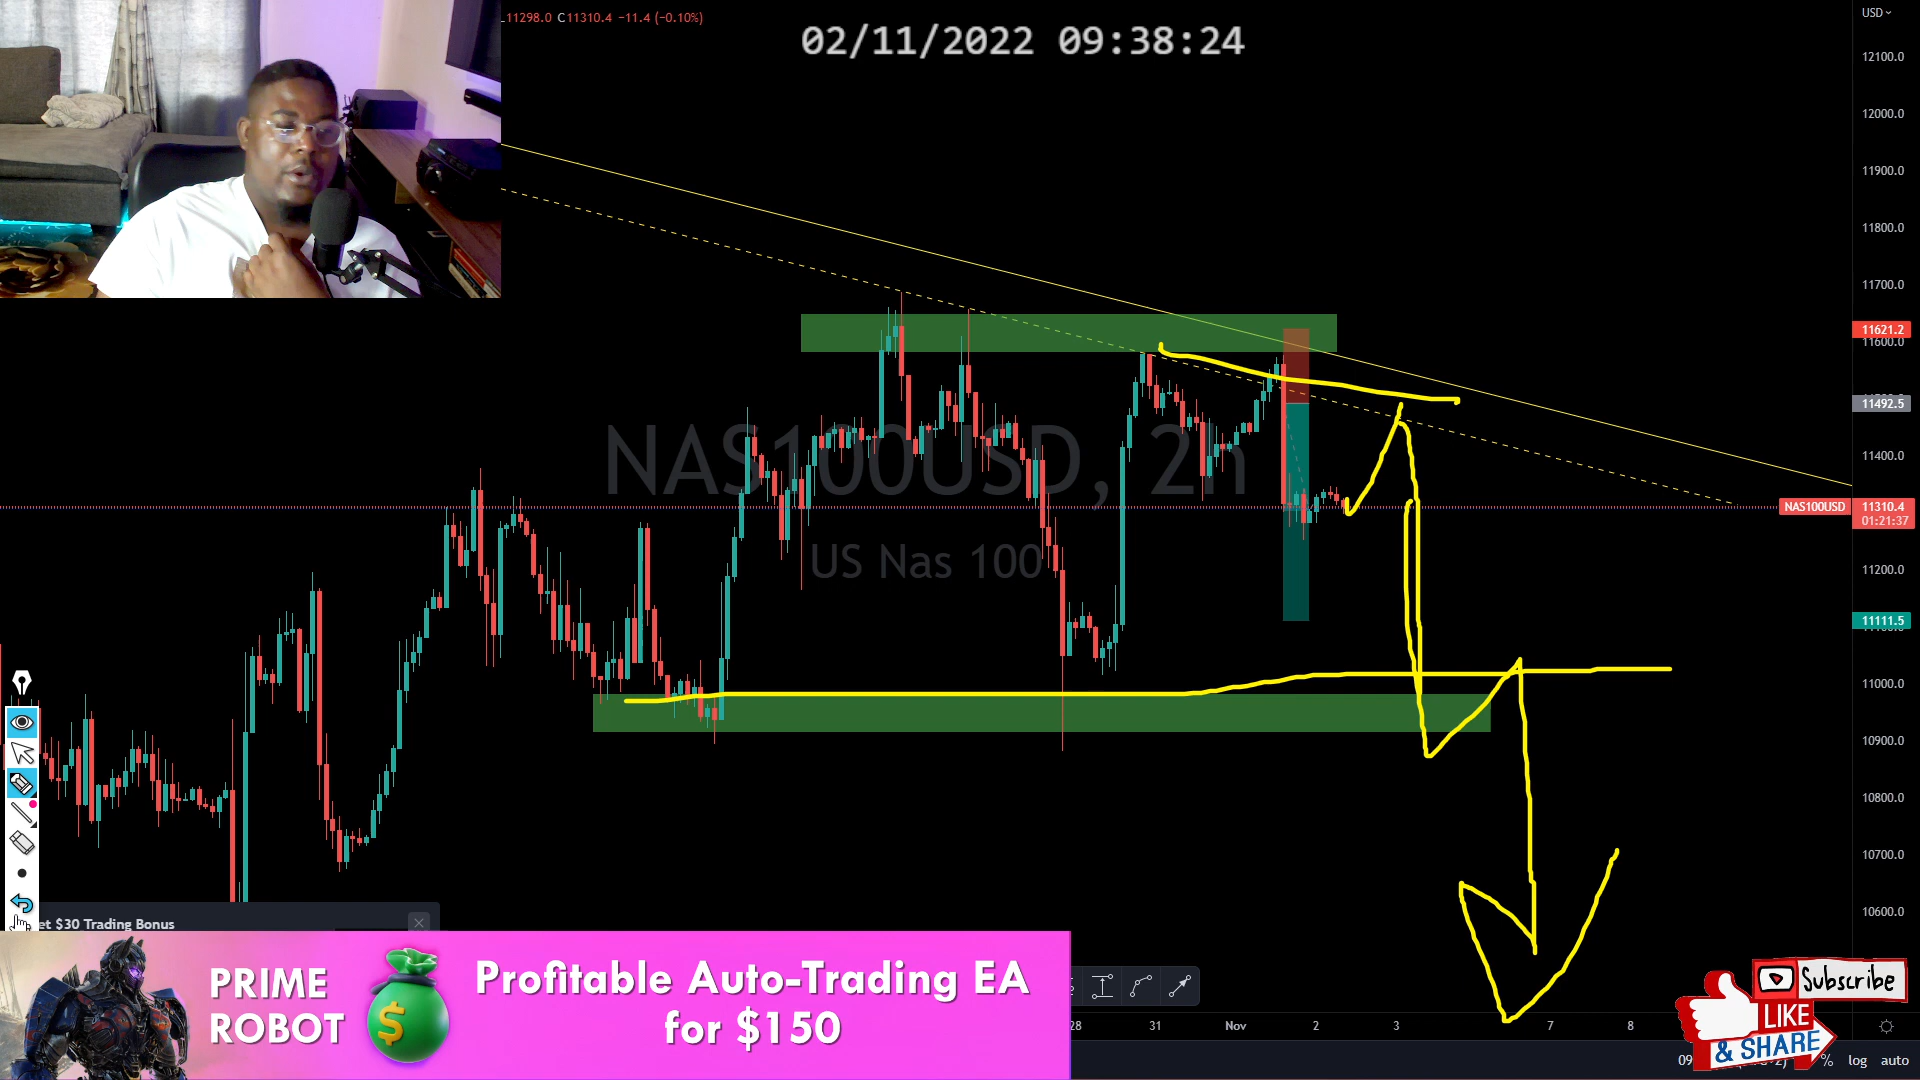 11298.0 C11310.4 −11.4 (−0.10%)
02/11/2022 09:38:24
USD
12100.0
12000.0
11900.0
11800.0
11700.0
11621.2
11600.0
11492.5
11400.0
NAS100USD
11310.4
01:21:37
11200.0
11111.5
11000.0
10900.0
10800.0
10700.0
10600.0
NAS100USD, 2h
US Nas 100
et $30 Trading Bonus
PRIME
ROBOT
$
Profitable Auto-Trading EA
for $150
28
31
Nov
2
3
7
8
Subscribe
LIKE
& SHARE
09
% log auto